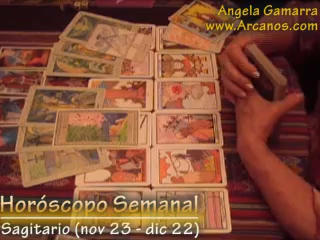 Angela Gamarra
www.Arcanos.com
Horóscopo Semanal
Sagitario (nov 23 - dic 22)